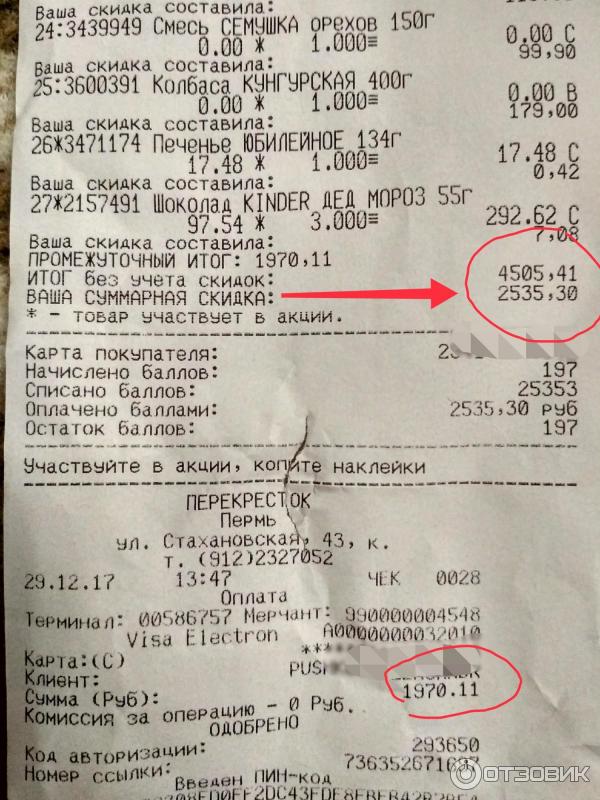 Ваша скидка составила:
24:3439949 Смесь СЕМУШКА орехов 150г
0.00 * 1.000≡ 0.00 С
Ваша скидка составила: 99,90
25:3600391 Колбаса КУНГУРСКАЯ 400г
0.00 * 1.000≡ 0.00 В
Ваша скидка составила: 179,00
26*3471174 Печенье ЮБИЛЕЙНОЕ 134г
17.48 * 1.000≡ 17.48 С
Ваша скидка составила: 0,42
27*2157491 Шоколад KINDER ДЕД МОРОЗ 55г
97.54 * 3.000≡ 292.62 С
Ваша скидка составила: 7,08
ПРОМЕЖУТОЧНЫЙ ИТОГ: 1970,11
ИТОГ без учета скидок: 4505,41
ВАША СУММАРНАЯ СКИДКА: 2535,30
* - товар участвует в акции.
Карта покупателя:
Начислено баллов: 197
Списано баллов: 25353
Оплачено баллами: 2535,30 руб
Остаток баллов: 197
Участвуйте в акции, копите наклейки
ПЕРЕКРЕСТОК
Пермь
ул. Стахановская, 43, к.
т. (912)2327052
29.12.17 13:47 ЧЕК 0028
Оплата
Терминал: 00586757 Мерчант: 990000004548
Visa Electron A0000000032010
Карта:(С)
Клиент:
Сумма (Руб): 1970.11
Комиссия за операцию - 0 Руб.
ОДОБРЕНО
Код авторизации: 293650
Номер ссылки:
Введен ПИН-код
ОТЗОВИК